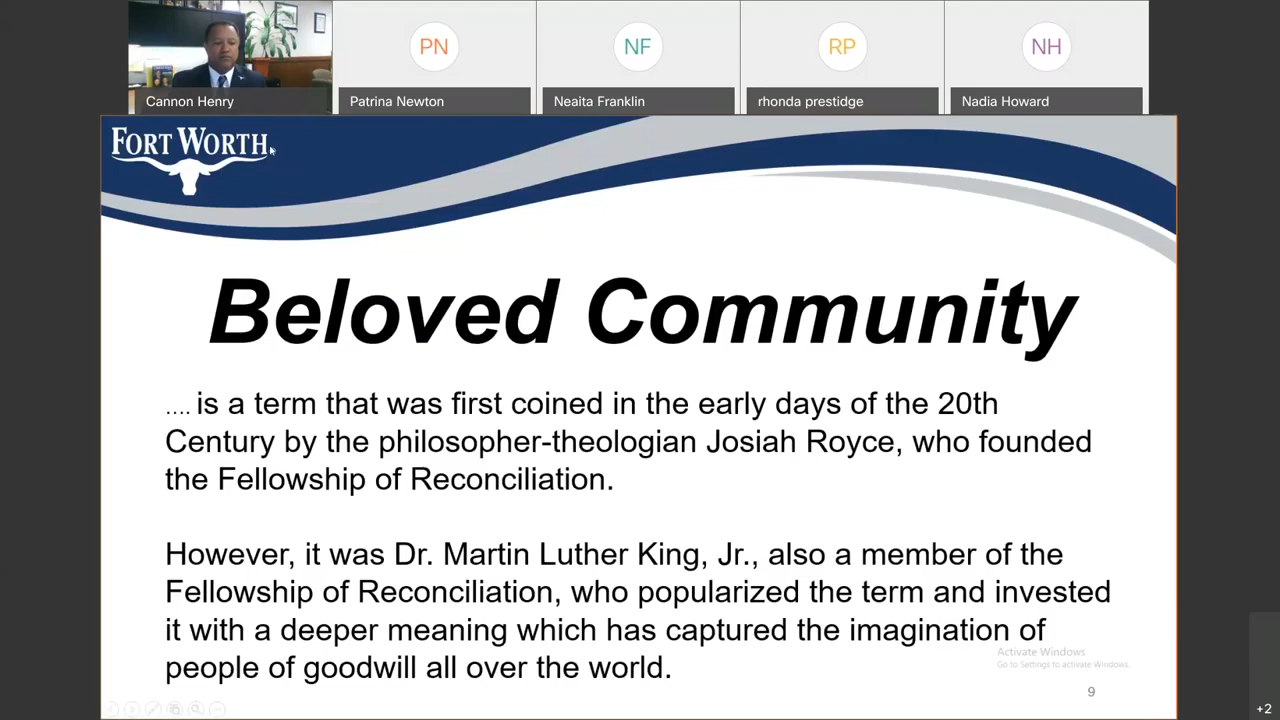 PN
NF
RP
NH
Cannon Henry
Patrina Newton
Neaita Franklin
rhonda prestidge
Nadia Howard
FORT WORTH
Beloved Community
.... is a term that was first coined in the early days of the 20th
Century by the philosopher-theologian Josiah Royce, who founded
the Fellowship of Reconciliation.
However, it was Dr. Martin Luther King, Jr., also a member of the
Fellowship of Reconciliation, who popularized the term and invested
it with a deeper meaning which has captured the imagination of
people of goodwill all over the world.
Activate Windows
Go to Settings to activate Windows.
9
+2